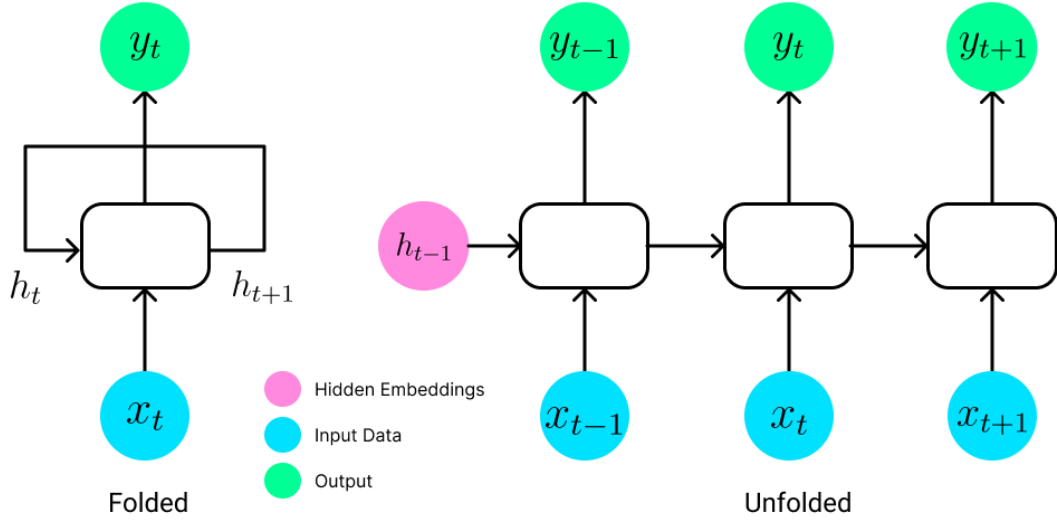 y_t
y_{t-1}
y_t
y_{t+1}
h_t
h_{t+1}
h_{t-1}
x_t
Hidden Embeddings
Input Data
Output
x_{t-1}
x_t
x_{t+1}
Folded
Unfolded